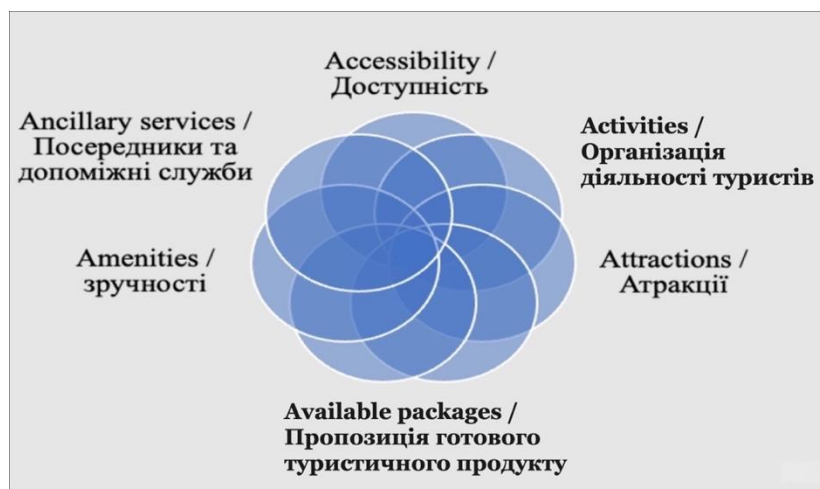 Accessibility /
Доступність
Activities /
Організація
діяльності туристів
Attractions /
Атракції
Available packages /
Пропозиція готового
туристичного продукту
Amenities /
зручності
Ancillary services /
Посередники та
допоміжні служби